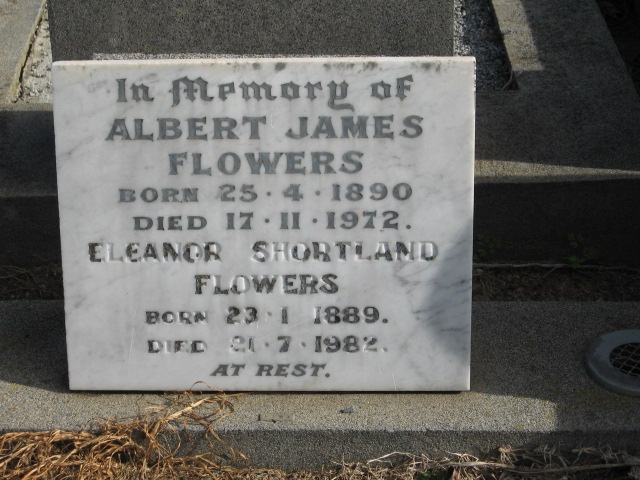 In Memory of
ALBERT JAMES
FLOWERS
BORN 25·4·1890
DIED 17·11·1972.
ELEANOR SHORTLAND
FLOWERS
BORN 23·1 1889.
DIED 21·7·1982.
AT REST.